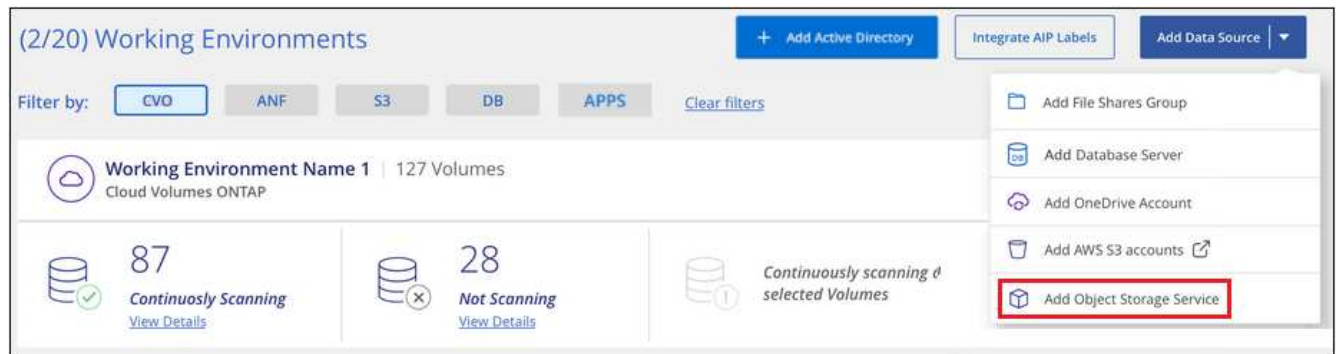 (2/20) Working Environments
+ Add Active Directory
Integrate AIP Labels
Add Data Source
Filter by: CVO ANF S3 DB APPS Clear filters
Add File Shares Group
DB Add Database Server
Add OneDrive Account
Add AWS S3 accounts
Add Object Storage Service
Working Environment Name 1 | 127 Volumes
Cloud Volumes ONTAP
87
Continuosly Scanning
View Details
28
Not Scanning
View Details
Continuously scanning
selected Volumes